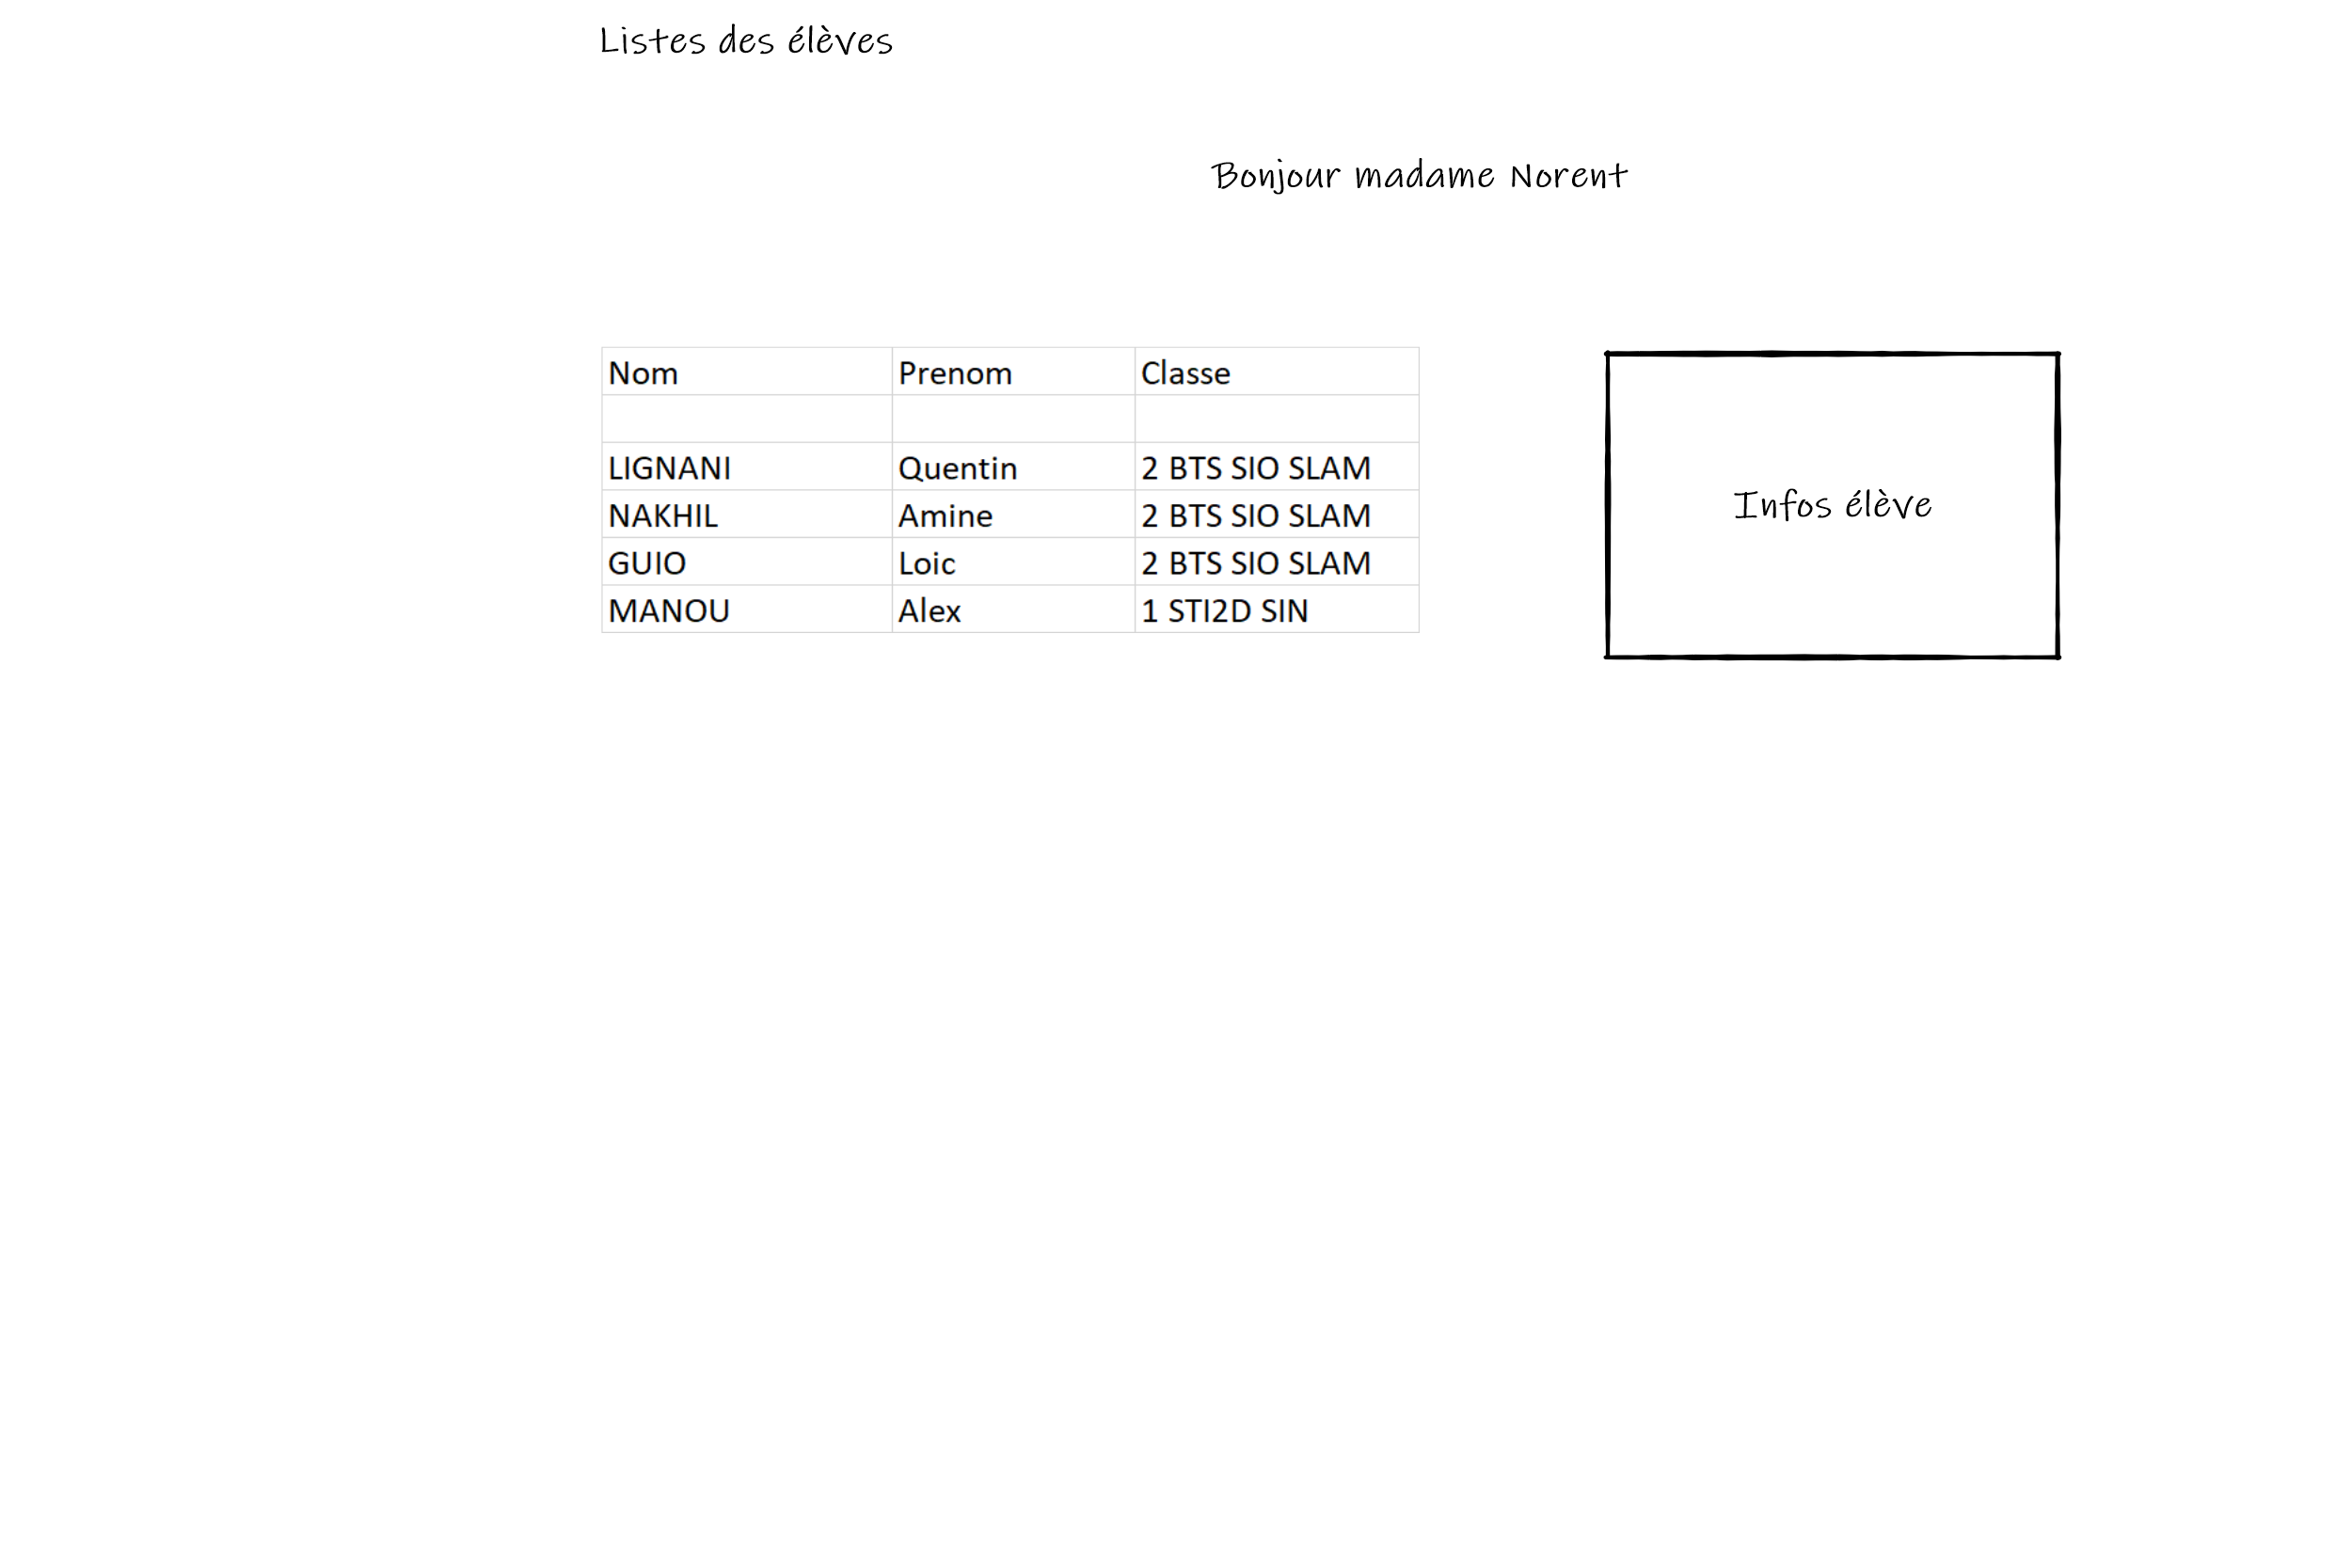 Listes des élèves
Bonjour madame Norent
Nom Prenom Classe
LIGNANI Quentin 2 BTS SIO SLAM
NAKHIL Amine 2 BTS SIO SLAM
GUIO Loic 2 BTS SIO SLAM
MANOU Alex 1 STI2D SIN
Infos élève